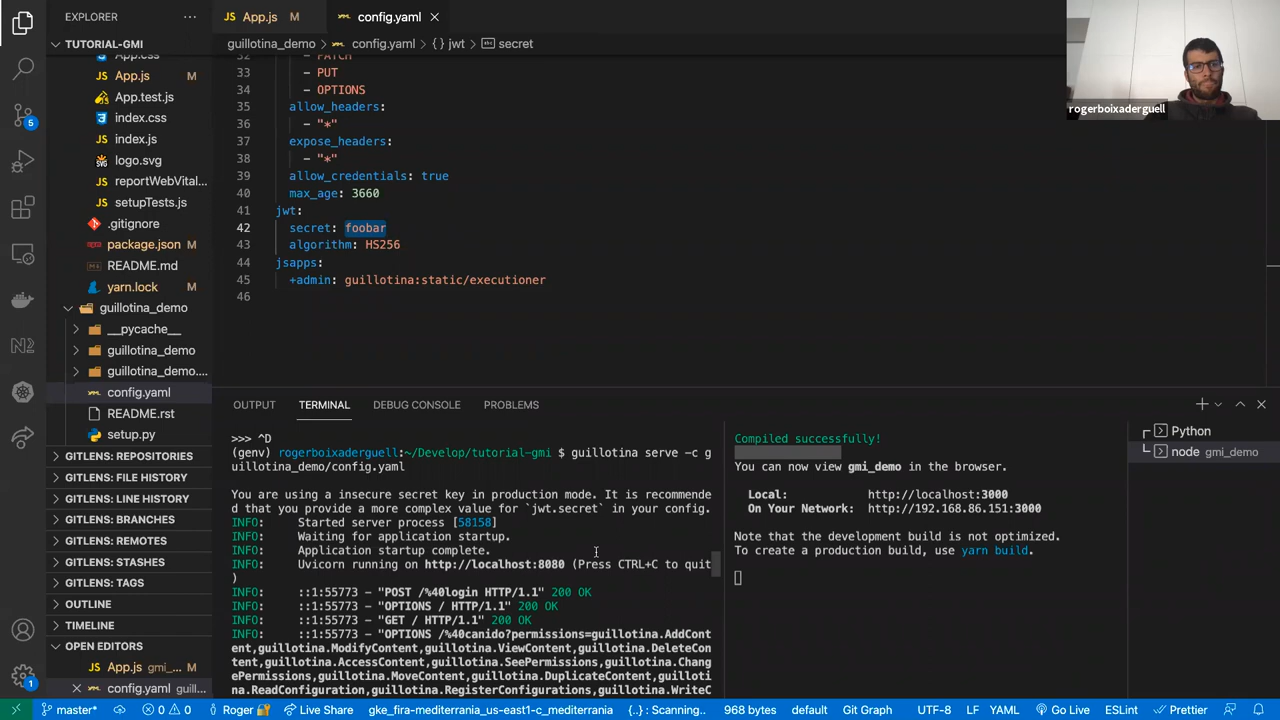 EXPLORER
TUTORIAL-GMI
App.css
App.js M
App.test.js
index.css
index.js
logo.svg
reportWebVital...
setupTests.js
.gitignore
package.json M
README.md
yarn.lock M
guillotina_demo
__pycache__
guillotina_demo
guillotina_demo....
config.yaml
README.rst
setup.py
GITLENS: REPOSITORIES
GITLENS: FILE HISTORY
GITLENS: LINE HISTORY
GITLENS: BRANCHES
GITLENS: REMOTES
GITLENS: STASHES
GITLENS: TAGS
OUTLINE
TIMELINE
OPEN EDITORS
App.js gmi_... M
config.yaml guill...
5
1
App.js M
config.yaml
guillotina_demo > config.yaml > {} jwt > secret
32 - PATCH
33 - PUT
34 - OPTIONS
35 allow_headers:
36 - "*"
37 expose_headers:
38 - "*"
39 allow_credentials: true
40 max_age: 3660
41 jwt:
42 secret: foobar
43 algorithm: HS256
44 jsapps:
45 +admin: guillotina:static/executioner
46
rogerboixaderguell
OUTPUT TERMINAL DEBUG CONSOLE PROBLEMS
>>> ^D
(genv) rogerboixaderguell:~/Develop/tutorial-gmi $ guillotina serve -c g
uillotina_demo/config.yaml
You are using a insecure secret key in production mode. It is recommende
d that you provide a more complex value for `jwt.secret` in your config.
INFO: Started server process [58158]
INFO: Waiting for application startup.
INFO: Application startup complete.
INFO: Uvicorn running on http://localhost:8080 (Press CTRL+C to quit
)
INFO: ::1:55773 - "POST /%40login HTTP/1.1" 200 OK
INFO: ::1:55773 - "OPTIONS / HTTP/1.1" 200 OK
INFO: ::1:55773 - "GET / HTTP/1.1" 200 OK
INFO: ::1:55773 - "OPTIONS /%40canido?permissions=guillotina.AddCont
ent,guillotina.ModifyContent,guillotina.ViewContent,guillotina.DeleteCon
tent,guillotina.AccessContent,guillotina.SeePermissions,guillotina.Chang
ePermissions,guillotina.MoveContent,guillotina.DuplicateContent,guilloti
na.ReadConfiguration,guillotina.RegisterConfigurations,guillotina.WriteC
Compiled successfully!
You can now view gmi_demo in the browser.
Local: http://localhost:3000
On Your Network: http://192.168.86.151:3000
Note that the development build is not optimized.
To create a production build, use yarn build.
Python
node gmi_demo
master* 0 0 Roger Live Share gke_fira-mediterrania_us-east1-c_mediterrania {..} : Scanning.. 968 bytes default Git Graph UTF-8 LF YAML Go Live ESLint Prettier